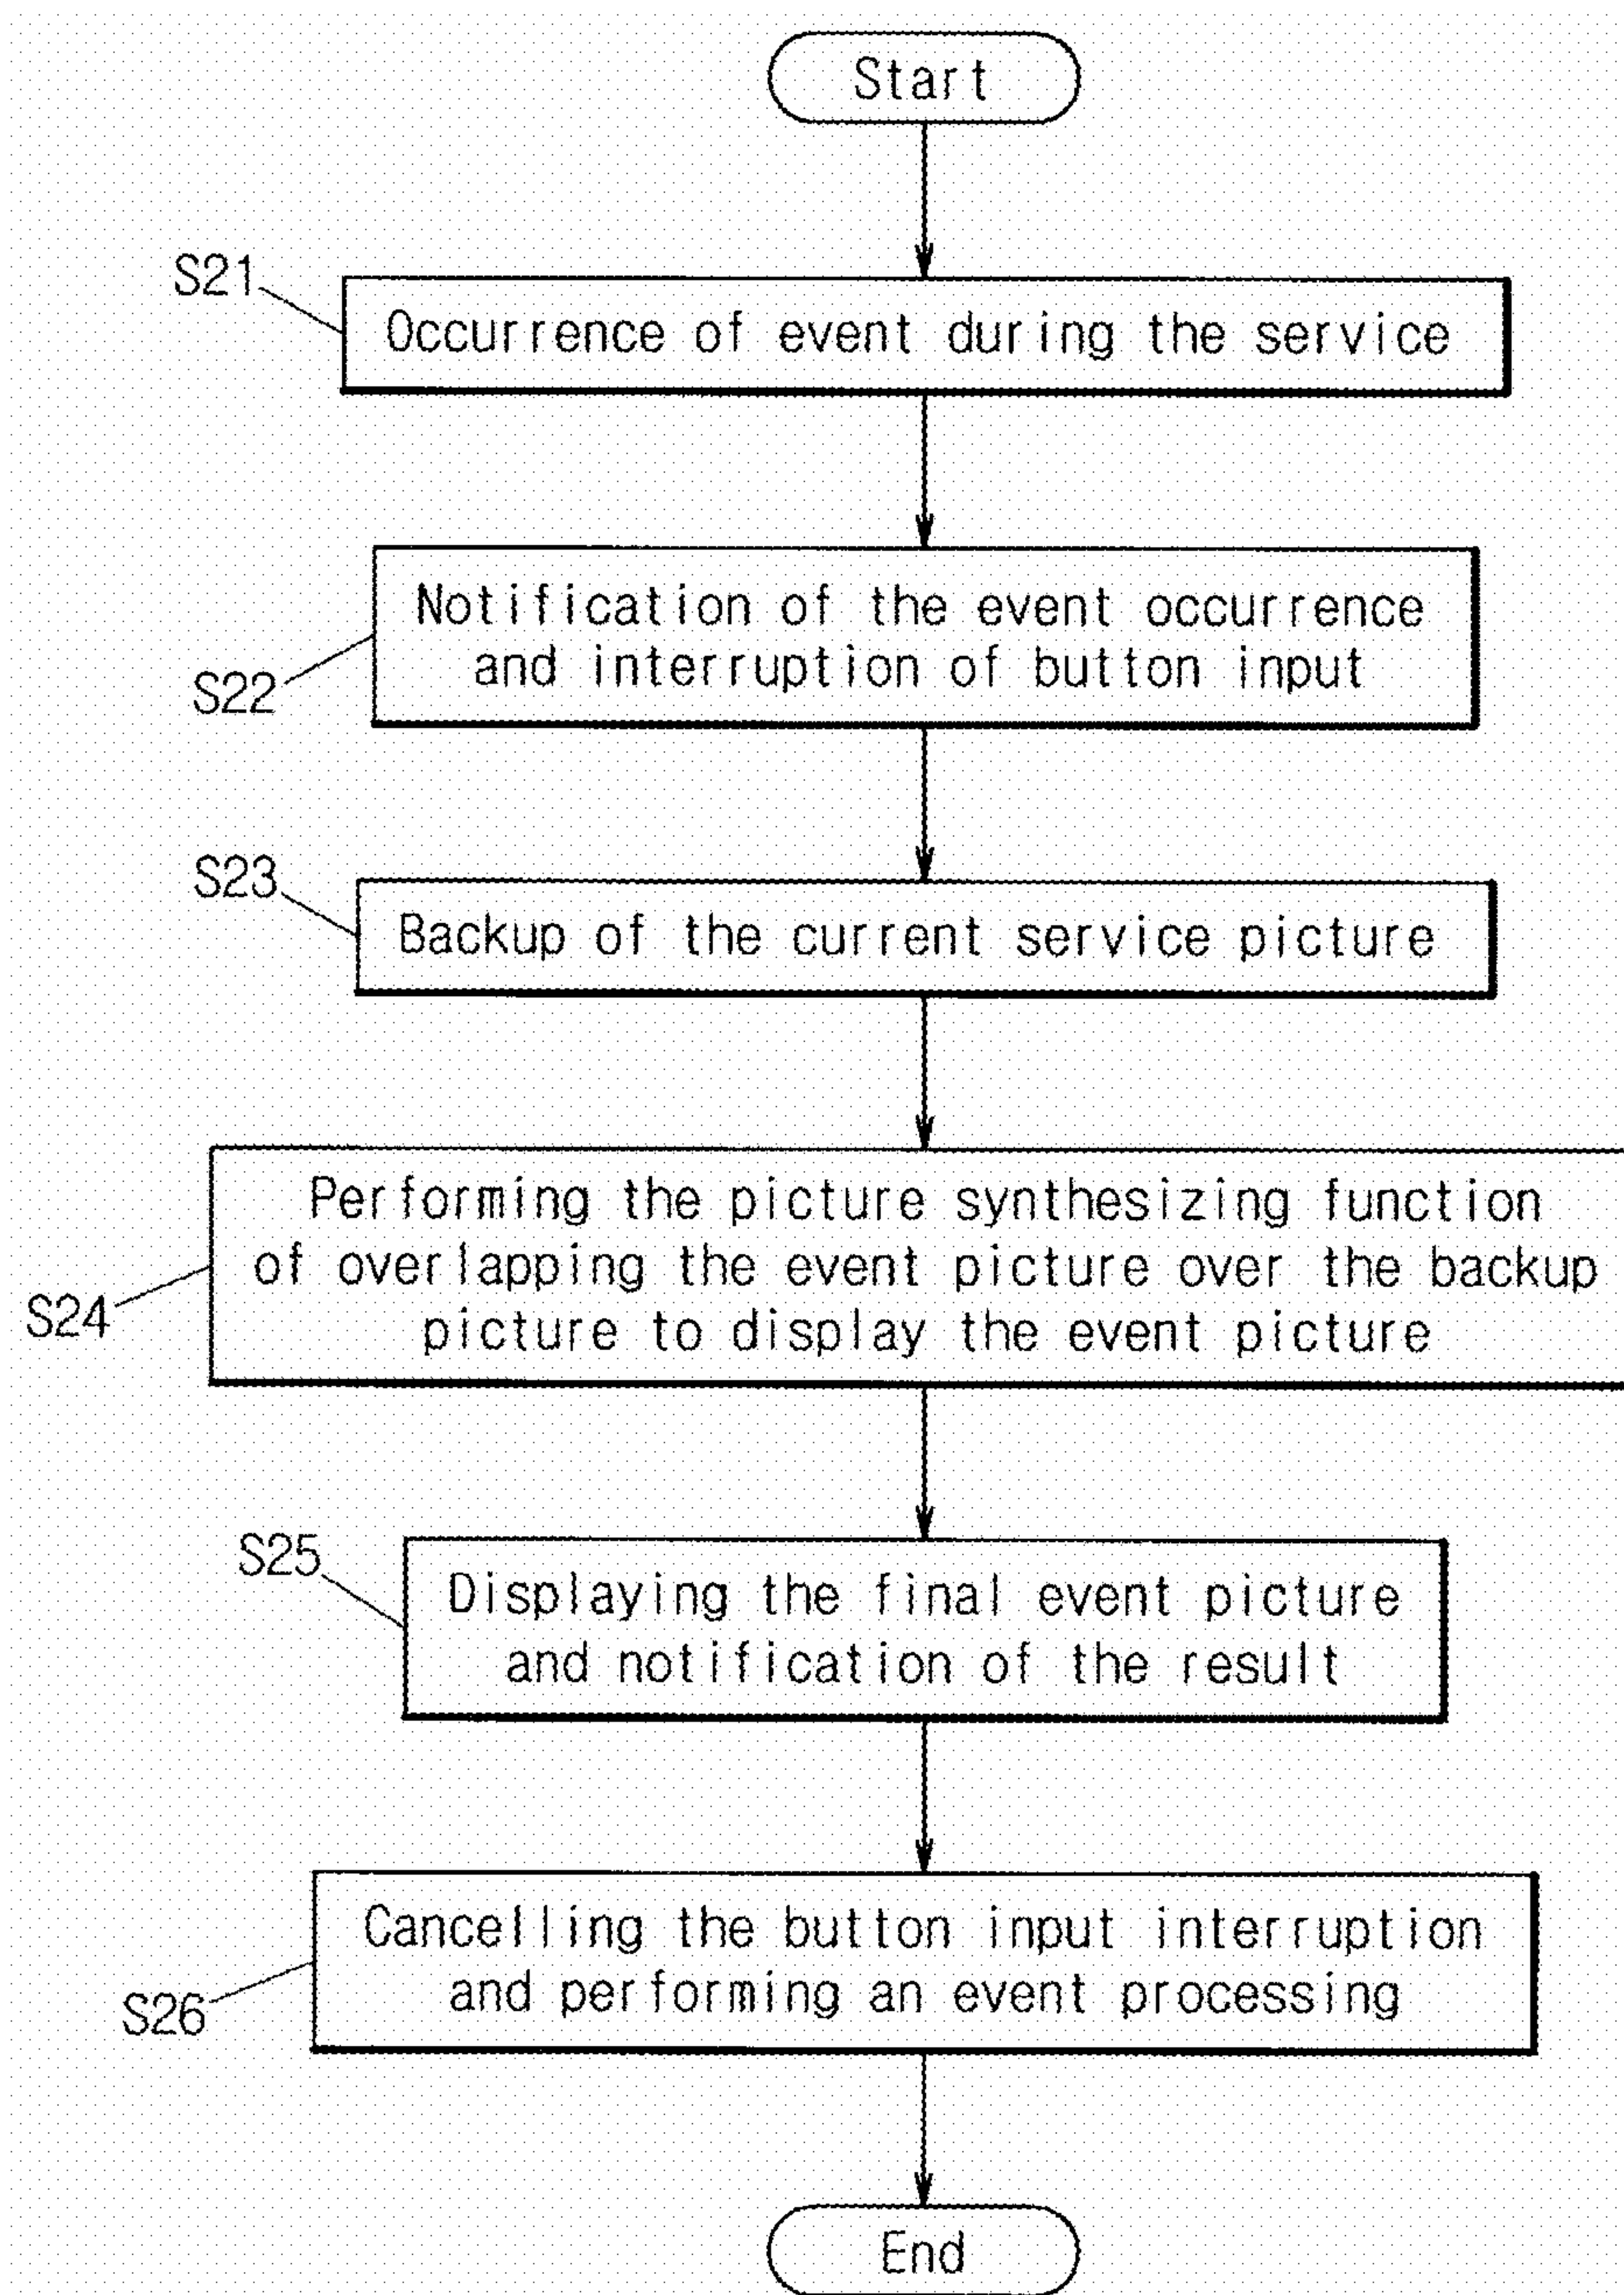 Start
S21
Occurrence of event during the service
Notification of the event occurrence
and interruption of button input
S22
S23
Backup of the current service picture
Performing the picture synthesizing function
of overlapping the event picture over the backup
picture to display the event picture
S24
S25
Displaying the final event picture
and notification of the result
Cancelling the button input interruption
and performing an event processing
S26
End